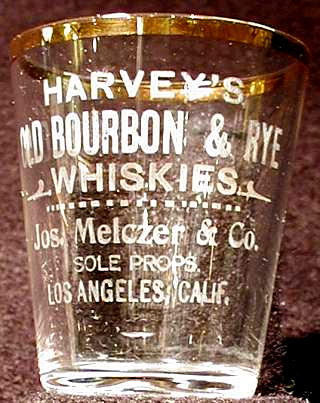 HARVEY'S
OLD BOURBON & RYE
WHISKIES
Jos. Melczer & Co.
SOLE PROPS.
LOS ANGELES, CALIF.